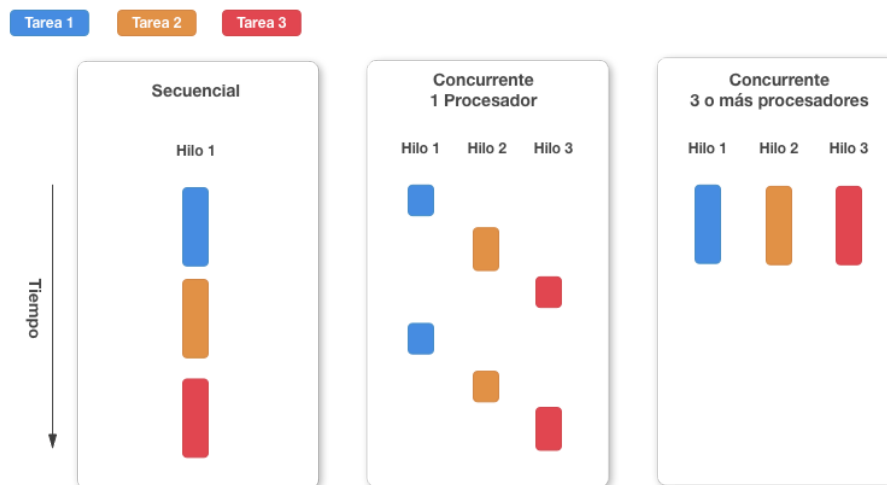 Tarea 1
Tarea 2
Tarea 3
Secuencial
Hilo 1
Concurrente
1 Procesador
Hilo 1
Hilo 2
Hilo 3
Concurrente
3 o más procesadores
Hilo 1
Hilo 2
Hilo 3
Tiempo